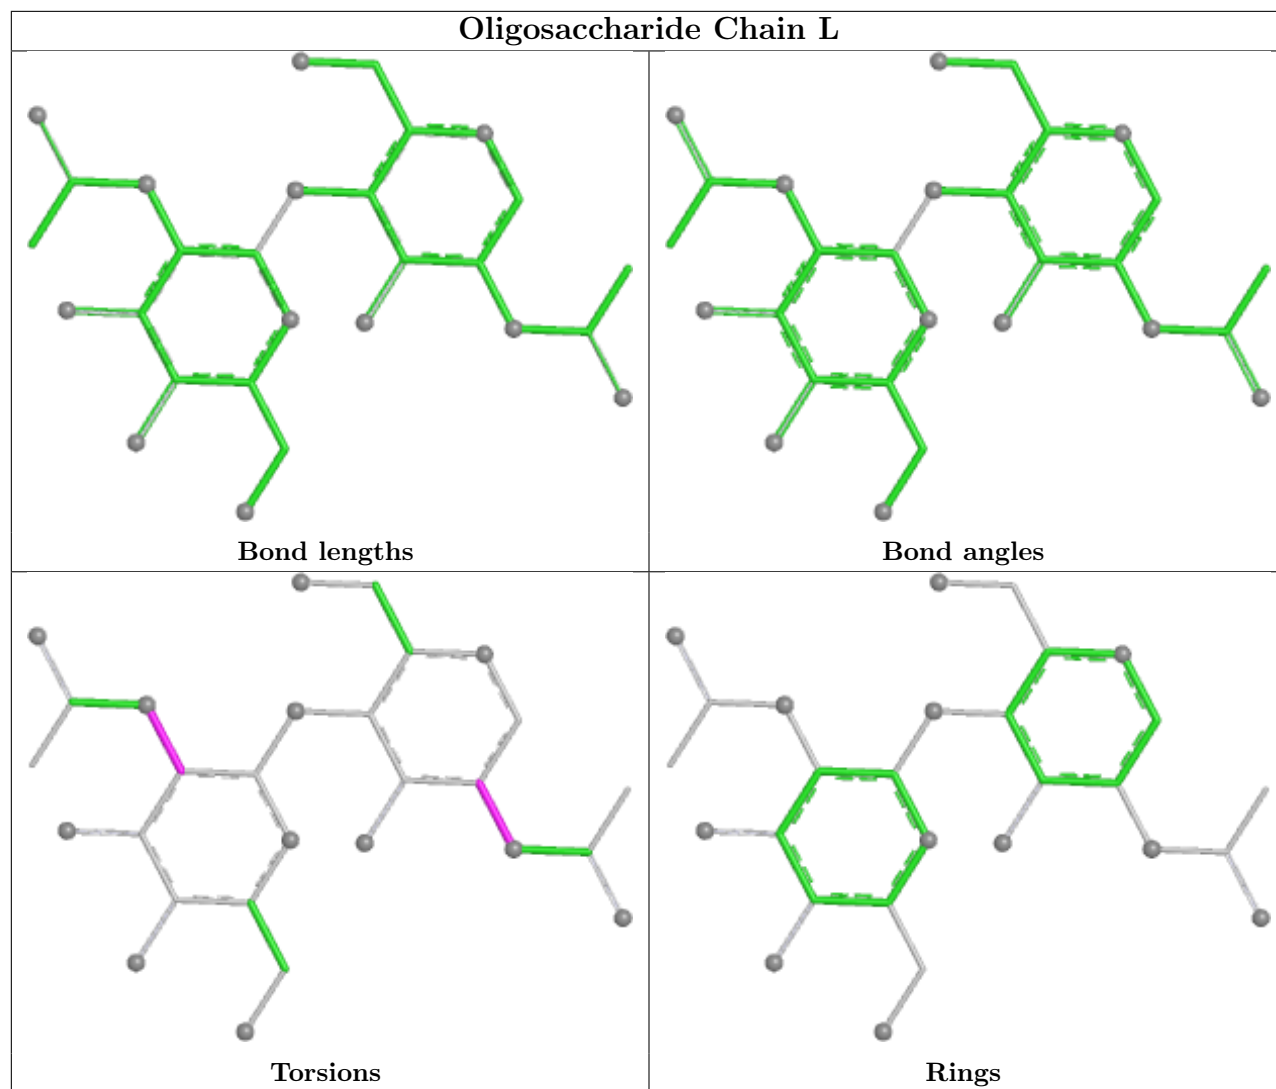 Oligosaccharide Chain L
Bond lengths
Bond angles
Torsions
Rings